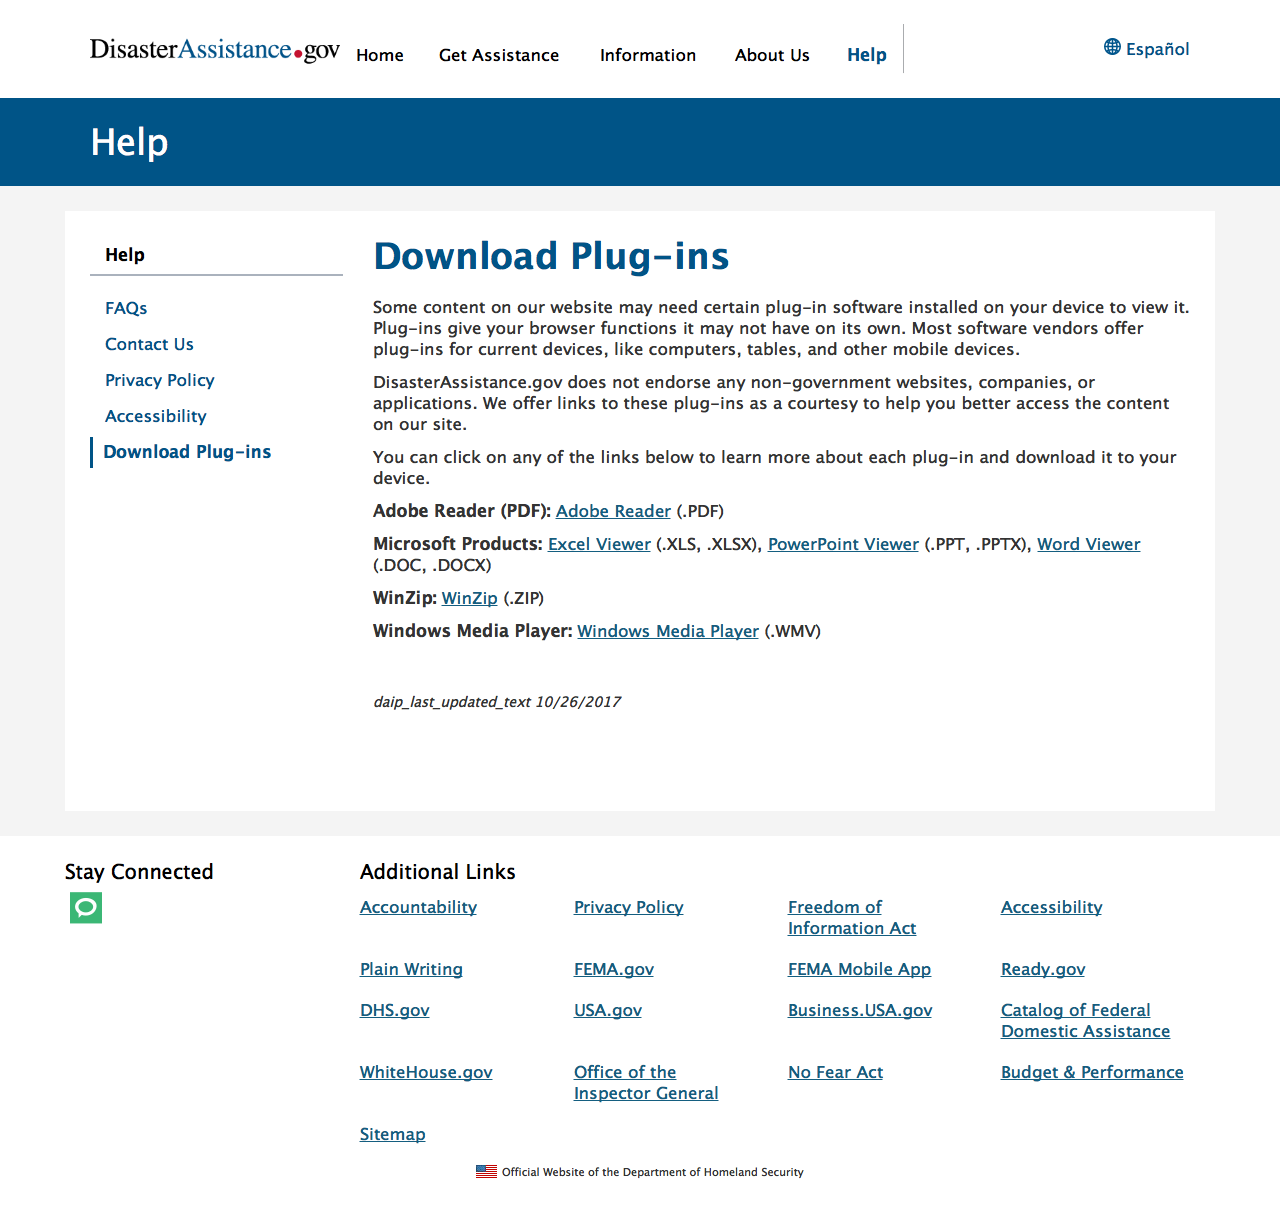 DisasterAssistance.gov Home Get Assistance Information About Us Help Español
Help
Help
FAQs
Contact Us
Privacy Policy
Accessibility
Download Plug-ins
Download Plug-ins
Some content on our website may need certain plug-in software installed on your device to view it.
Plug-ins give your browser functions it may not have on its own. Most software vendors offer
plug-ins for current devices, like computers, tables, and other mobile devices.
DisasterAssistance.gov does not endorse any non-government websites, companies, or
applications. We offer links to these plug-ins as a courtesy to help you better access the content
on our site.
You can click on any of the links below to learn more about each plug-in and download it to your
device.
Adobe Reader (PDF): Adobe Reader (.PDF)
Microsoft Products: Excel Viewer (.XLS, .XLSX), PowerPoint Viewer (.PPT, .PPTX), Word Viewer
(.DOC, .DOCX)
WinZip: WinZip (.ZIP)
Windows Media Player: Windows Media Player (.WMV)
daip_last_updated_text 10/26/2017
Stay Connected
Additional Links
Accountability Privacy Policy Freedom of Accessibility
Information Act
Plain Writing FEMA.gov FEMA Mobile App Ready.gov
DHS.gov USA.gov Business.USA.gov Catalog of Federal
Domestic Assistance
WhiteHouse.gov Office of the No Fear Act Budget & Performance
Inspector General
Sitemap
Official Website of the Department of Homeland Security